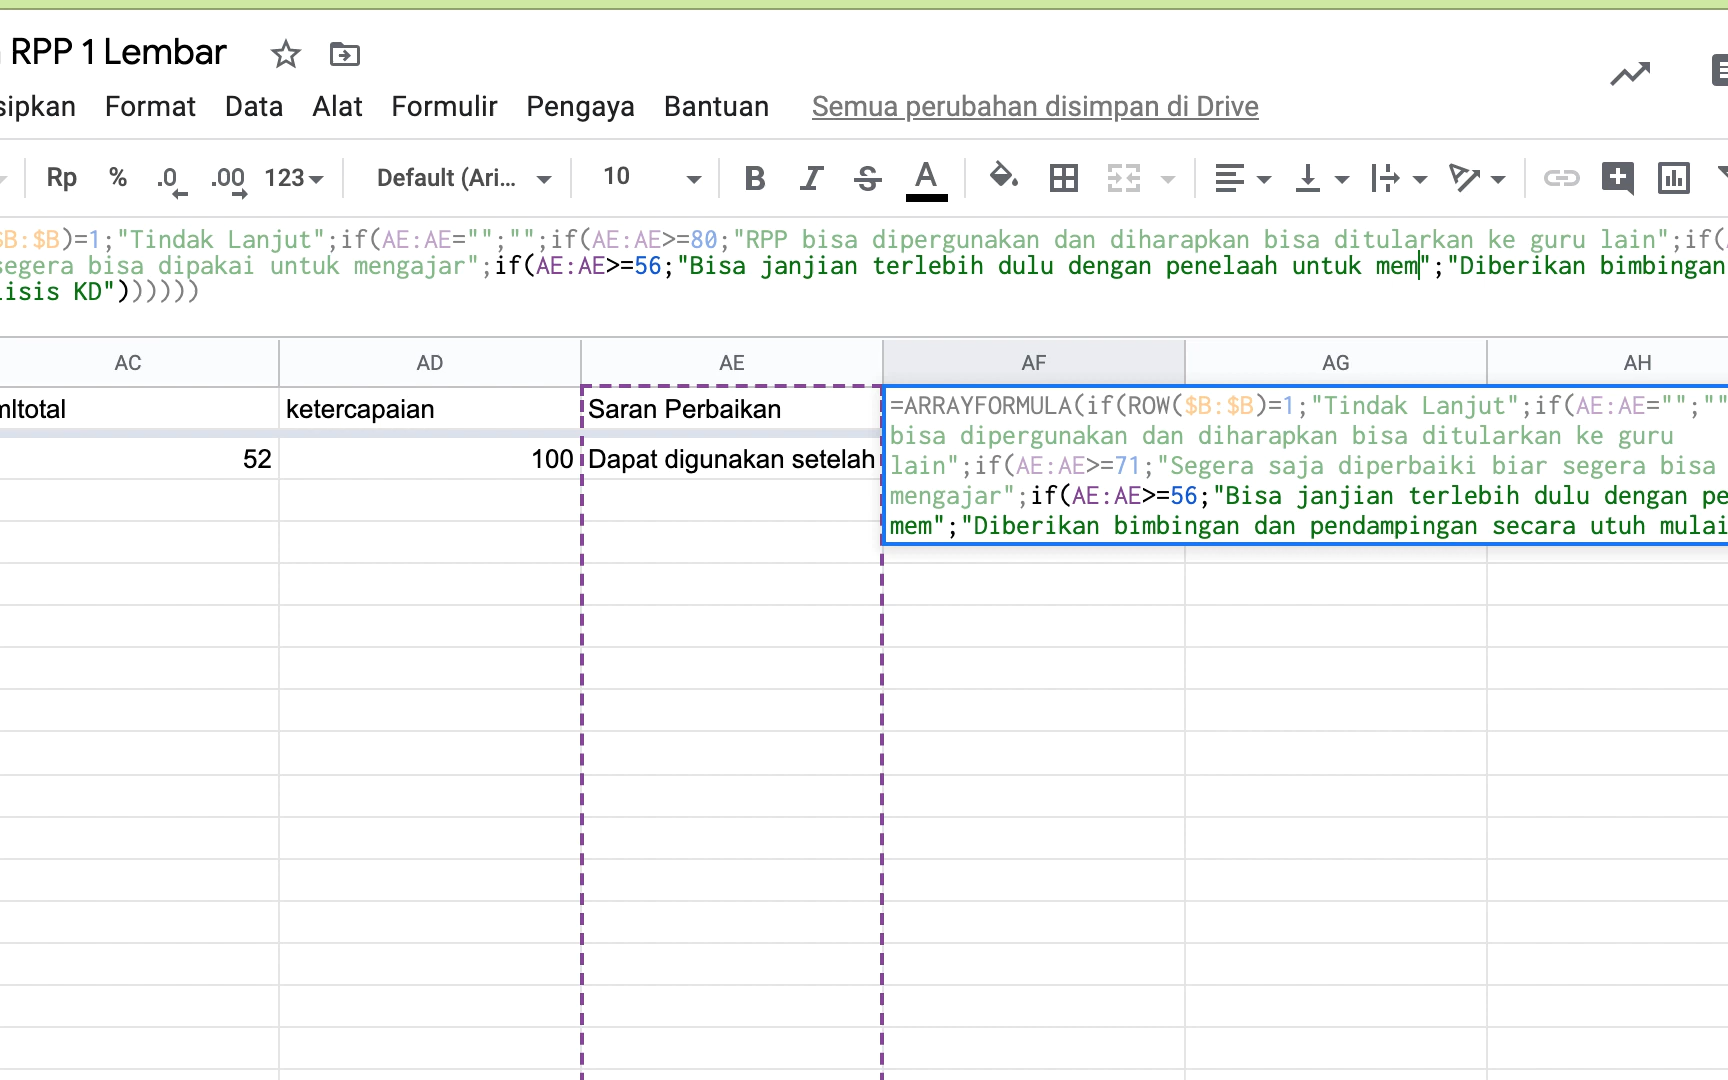 RPP 1 Lembar
sipkan Format Data Alat Formulir Pengaya Bantuan Semua perubahan disimpan di Drive
Rp % .0 .00 123 Default (Ari... 10 B I S A
$B:$B)=1;"Tindak Lanjut";if(AE:AE="";"";if(AE:AE>=80;"RPP bisa dipergunakan dan diharapkan bisa ditularkan ke guru lain";if(
segera bisa dipakai untuk mengajar";if(AE:AE>=56;"Bisa janjian terlebih dulu dengan penelaah untuk mem";"Diberikan bimbingan
isis KD"))))))
AC AD AE AF AG AH
mltotal ketercapaian Saran Perbaikan
52 100 Dapat digunakan setelah
=ARRAYFORMULA(if(ROW($B:$B)=1;"Tindak Lanjut";if(AE:AE="";""
bisa dipergunakan dan diharapkan bisa ditularkan ke guru
lain";if(AE:AE>=71;"Segera saja diperbaiki biar segera bisa
mengajar";if(AE:AE>=56;"Bisa janjian terlebih dulu dengan pe
mem";"Diberikan bimbingan dan pendampingan secara utuh mulai